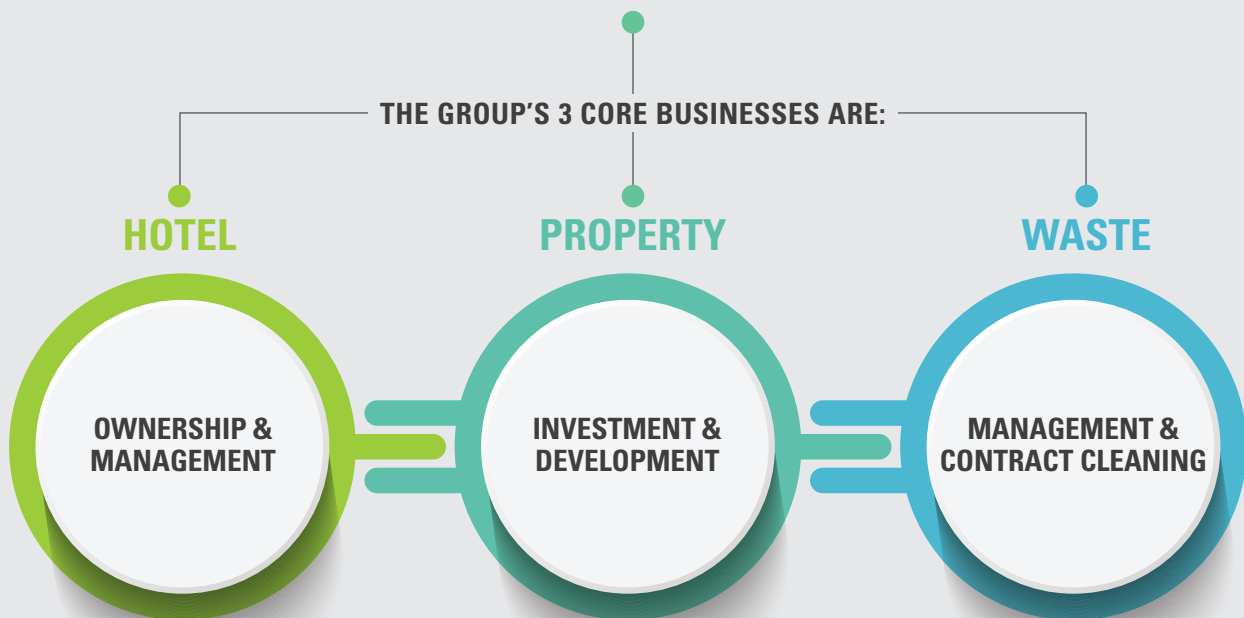 THE GROUP’S 3 CORE BUSINESSES ARE:
HOTEL
PROPERTY
WASTE
OWNERSHIP &
MANAGEMENT
INVESTMENT &
DEVELOPMENT
MANAGEMENT &
CONTRACT CLEANING